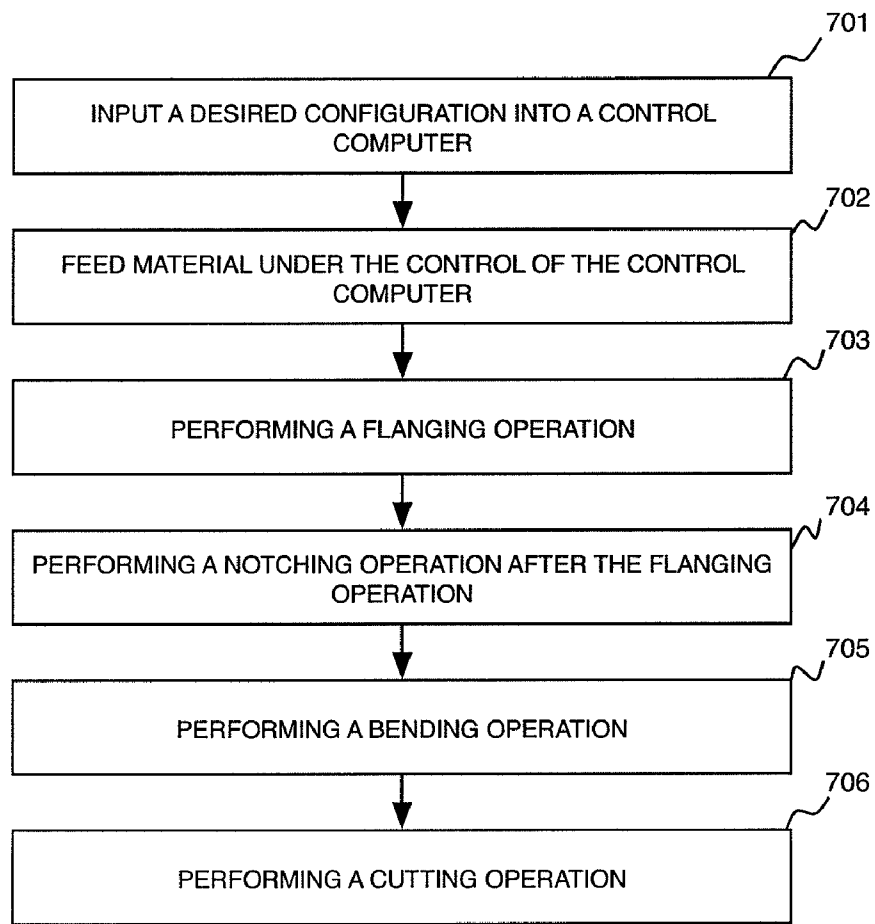 701
INPUT A DESIRED CONFIGURATION INTO A CONTROL
COMPUTER
702
FEED MATERIAL UNDER THE CONTROL OF THE CONTROL
COMPUTER
703
PERFORMING A FLANGING OPERATION
704
PERFORMING A NOTCHING OPERATION AFTER THE FLANGING
OPERATION
705
PERFORMING A BENDING OPERATION
706
PERFORMING A CUTTING OPERATION